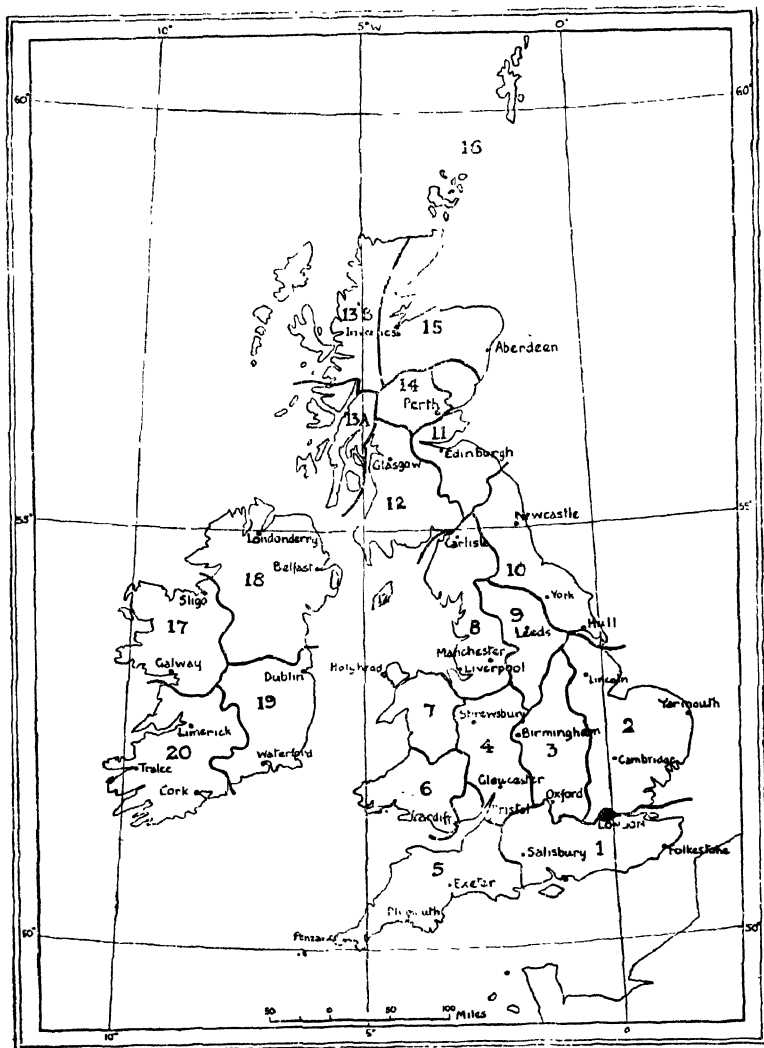 10° 5°W 0°
60° 60°
16
13B
Inverness
15
Aberdeen
14
Perth
13A
11
Edinburgh
Glasgow
12
55° 55°
Newcastle
Londonderry
Carlisle
Belfast
18
10
Sligo
York
17
9
8
Leeds
Hull
Manchester
Galway
Holyhead
Liverpool
Dublin
Lincoln
19
7
Shrewsbury
Yarmouth
2
Limerick
Birmingham
4
3
20
Waterford
Cambridge
Tralee
6
Gloucester
Cork
Oxford
Cardiff
Bristol
LONDON
1
Salisbury
Folkestone
5
Exeter
Plymouth
Penzance
50° 50°
50 0 50 100 Miles
10° 5° 0